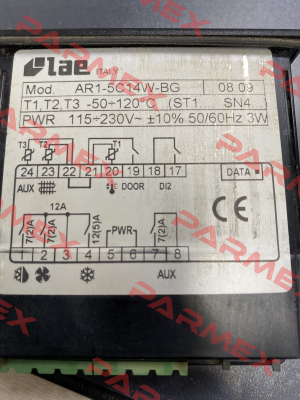 lae ITALY
Mod. AR1-5C14W-BG 08 09
T1,T2,T3 -50÷120°C (ST1 SN4
PWR 115÷230V~ ±10% 50/60Hz 3W
T3 T2 T1
24 23 22 21 20 19 18 17
AUX DOOR DI2 DATA
12A
7(2)A 7(2)A 12(5)A PWR 7(2)A
1 2 3 4 5 6 7 8
AUX
CE
PARMEX.COM